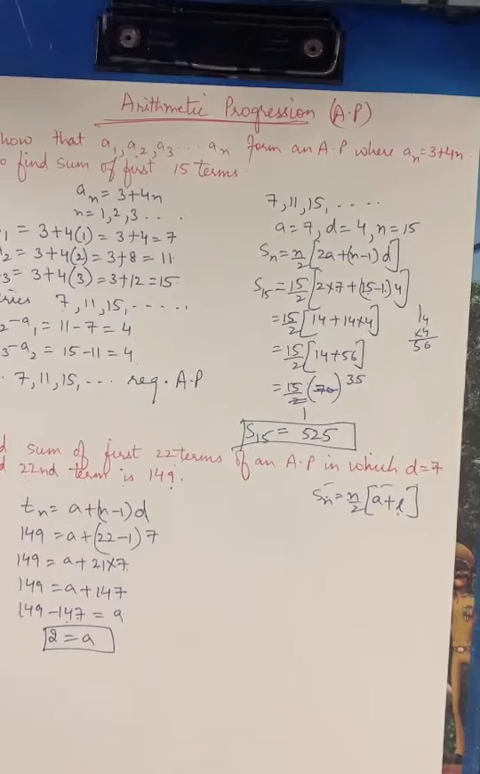 Arithmetic Progression (A.P)
how that a₁, a₂, a₃ ... aₙ form an A.P where aₙ = 3+4n
o find sum of first 15 terms.
aₙ = 3+4n
n = 1, 2, 3 ....
₁ = 3+4(1) = 3+4 = 7
₂ = 3+4(2) = 3+8 = 11
₃ = 3+4(3) = 3+12 = 15
eries 7, 11, 15, ......
₂ - a₁ = 11 - 7 = 4
₃ - a₂ = 15 - 11 = 4
. 7, 11, 15, ... req. A.P
7, 11, 15, ....
a = 7, d = 4, n = 15
Sₙ = n/2 [2a+(n-1)d]
S₁₅ = 15/2 [2×7+(15-1)4]
= 15/2 [14+14×4]
= 15/2 [14+56]
= 15/2 (70) 35
1
S₁₅ = 525
14
×4
56
d sum of first 22 terms of an A.P in which d=7
d 22nd term is 149.
tₙ = a+(n-1)d
149 = a+(22-1)7
149 = a+21×7
149 = a+147
149 - 147 = a
2 = a
Sₙ = n/2 [a+l]